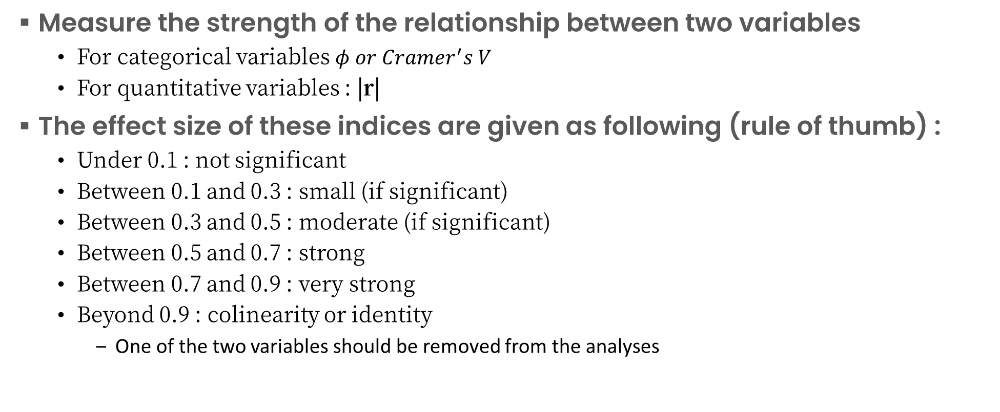 ▪ Measure the strength of the relationship between two variables
• For categorical variables ϕ or Cramer's V
• For quantitative variables : |r|
▪ The effect size of these indices are given as following (rule of thumb) :
• Under 0.1 : not significant
• Between 0.1 and 0.3 : small (if significant)
• Between 0.3 and 0.5 : moderate (if significant)
• Between 0.5 and 0.7 : strong
• Between 0.7 and 0.9 : very strong
• Beyond 0.9 : colinearity or identity
– One of the two variables should be removed from the analyses